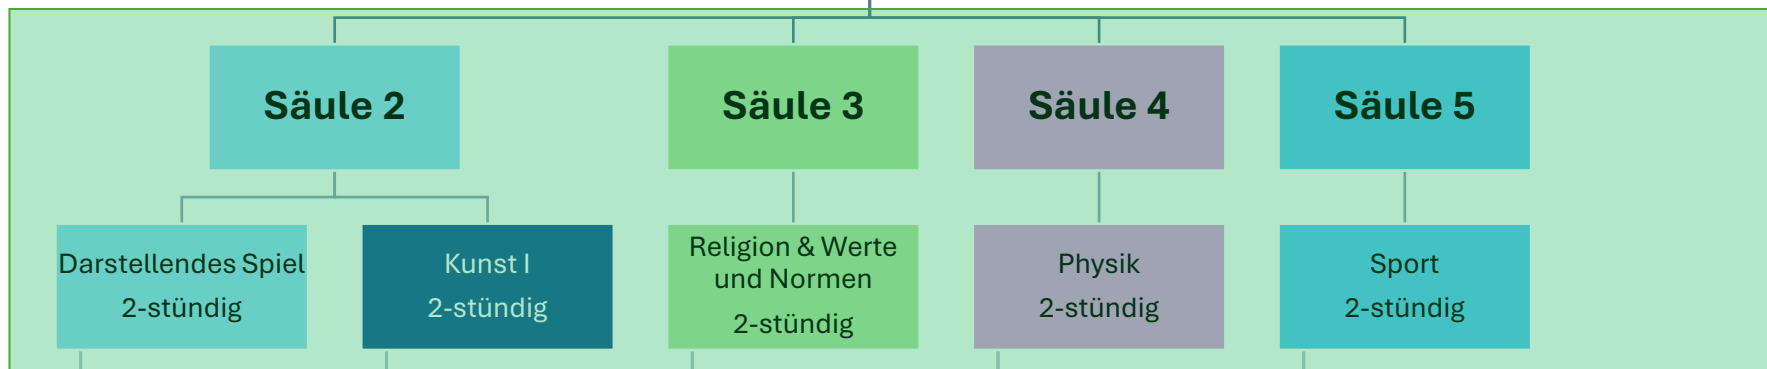 Säule 2
Säule 3
Säule 4
Säule 5
Darstellendes Spiel
2-stündig
Kunst I
2-stündig
Religion & Werte
und Normen
2-stündig
Physik
2-stündig
Sport
2-stündig